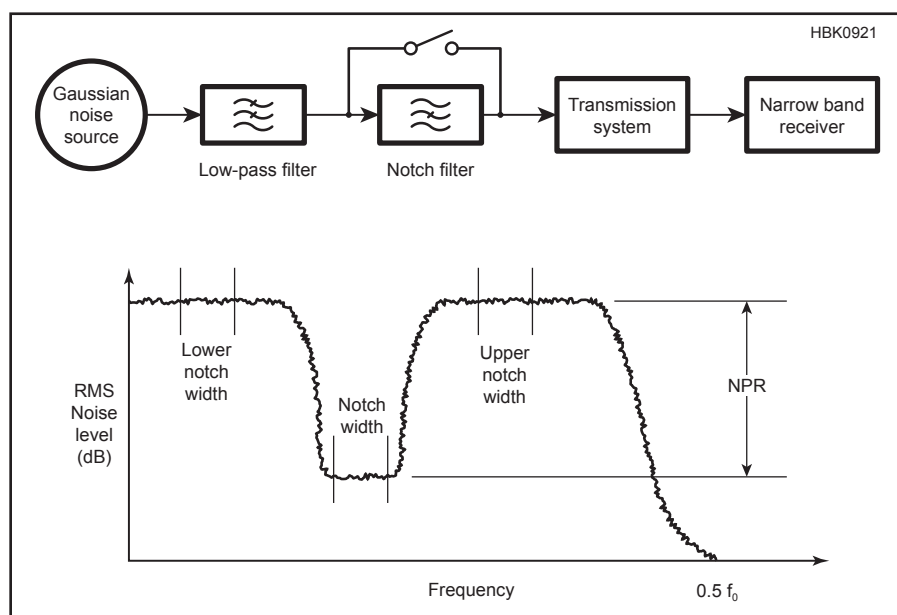 HBK0921
Gaussian
noise
source
Low-pass filter
Notch filter
Transmission
system
Narrow band
receiver
RMS
Noise
level
(dB)
Lower
notch
width
Notch
width
Upper
notch
width
NPR
Frequency
0.5 f₀